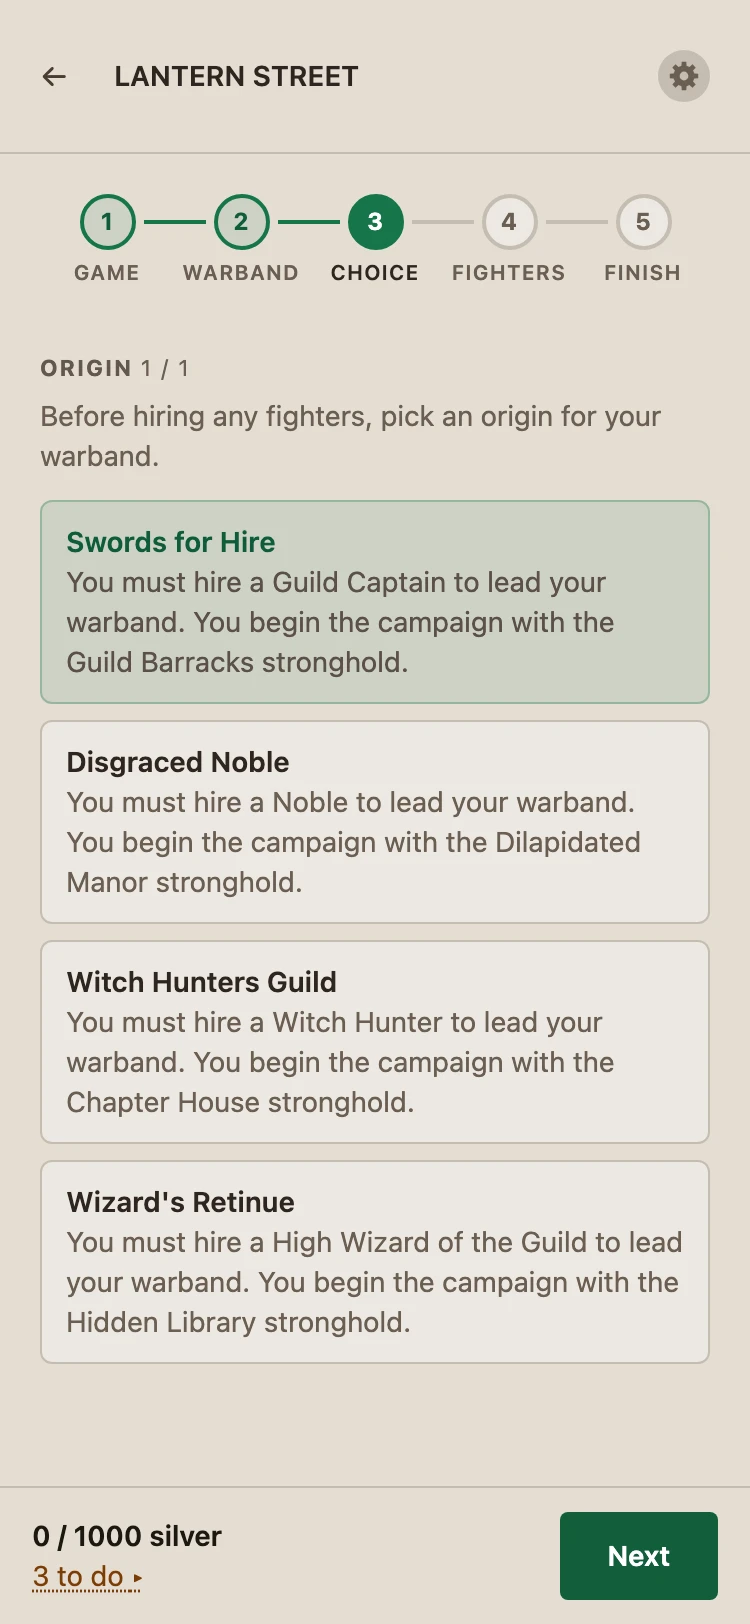 LANTERN STREET
1
2
3
4
5
GAME
WARBAND
CHOICE
FIGHTERS
FINISH
ORIGIN 1 / 1
Before hiring any fighters, pick an origin for your
warband.
Swords for Hire
You must hire a Guild Captain to lead your
warband. You begin the campaign with the
Guild Barracks stronghold.
Disgraced Noble
You must hire a Noble to lead your warband.
You begin the campaign with the Dilapidated
Manor stronghold.
Witch Hunters Guild
You must hire a Witch Hunter to lead your
warband. You begin the campaign with the
Chapter House stronghold.
Wizard's Retinue
You must hire a High Wizard of the Guild to lead
your warband. You begin the campaign with the
Hidden Library stronghold.
0 / 1000 silver
3 to do ▸
Next